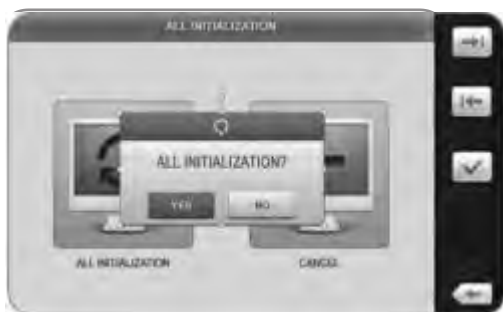 ALL INITIALIZATION
ALL INITIALIZATION?
YES
NO
ALL INITIALIZATION
CANCEL